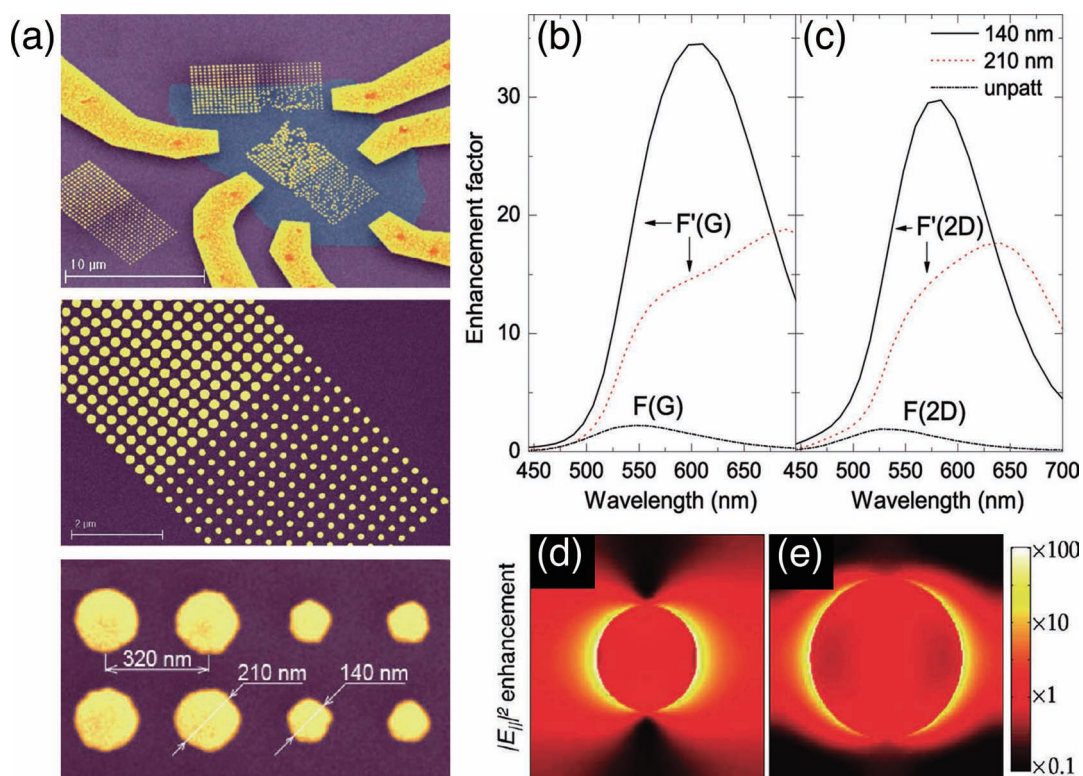 (a)
10 μm
2 μm
320 nm
210 nm
140 nm
(b)
Enhancement factor
30
20
10
0
F'(G)
F(G)
450 500 550 600 650
Wavelength (nm)
(c)
140 nm
210 nm
unpatt
F'(2D)
F(2D)
450 500 550 600 650 700
Wavelength (nm)
(d)
|E||||² enhancement
(e)
×100
×10
×1
×0.1